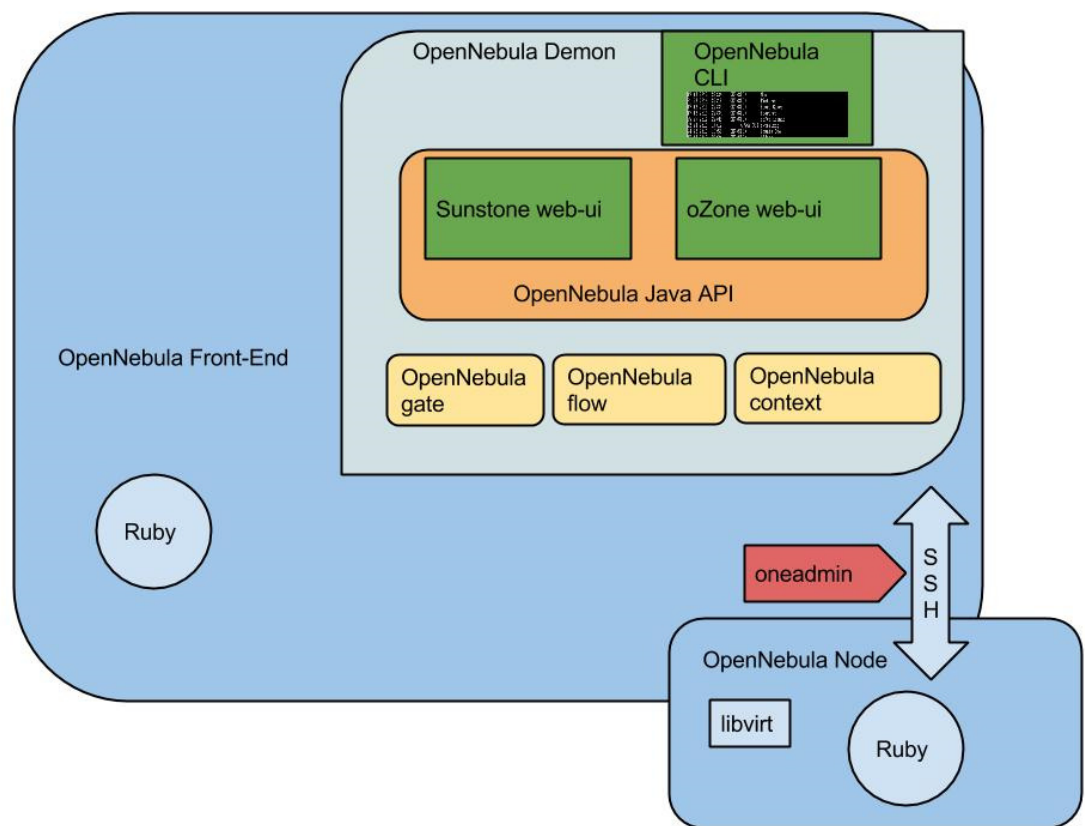 OpenNebula Demon
OpenNebula
CLI
Sunstone web-ui
oZone web-ui
OpenNebula Java API
OpenNebula Front-End
OpenNebula
gate
OpenNebula
flow
OpenNebula
context
Ruby
oneadmin
S
S
H
OpenNebula Node
libvirt
Ruby